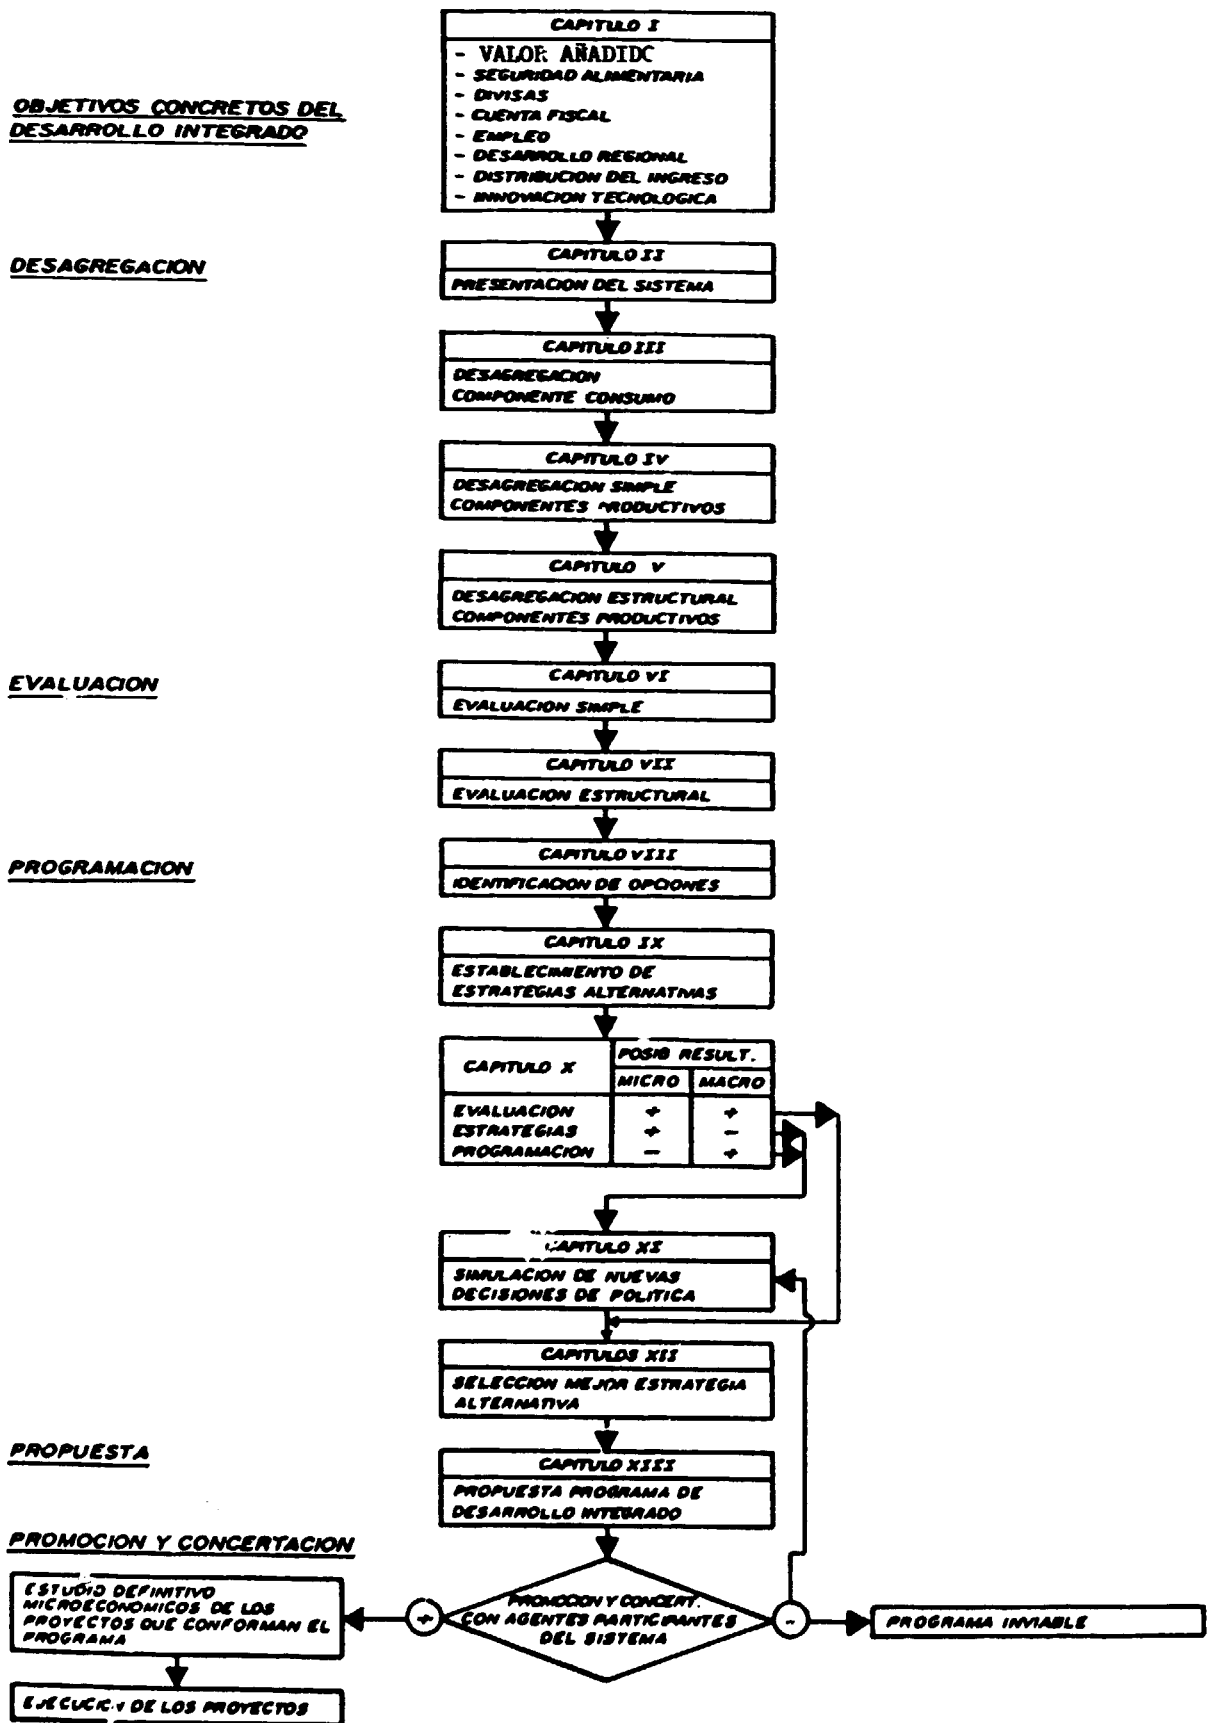 CAPITULO I
- VALOR AÑADIDC
- SEGURIDAD ALIMENTARIA
- DIVISAS
- CUENTA FISCAL
- EMPLEO
- DESARROLLO REGIONAL
- DISTRIBUCION DEL INGRESO
- INNOVACION TECNOLOGICA
OBJETIVOS CONCRETOS DEL
DESARROLLO INTEGRADO
DESAGREGACION
CAPITULO II
PRESENTACION DEL SISTEMA
CAPITULO III
DESAGREGACION
COMPONENTE CONSUMO
CAPITULO IV
DESAGREGACION SIMPLE
COMPONENTES PRODUCTIVOS
CAPITULO V
DESAGREGACION ESTRUCTURAL
COMPONENTES PRODUCTIVOS
EVALUACION
CAPITULO VI
EVALUACION SIMPLE
CAPITULO VII
EVALUACION ESTRUCTURAL
PROGRAMACION
CAPITULO VIII
IDENTIFICACION DE OPCIONES
CAPITULO IX
ESTABLECIMIENTO DE
ESTRATEGIAS ALTERNATIVAS
CAPITULO X
POSIB RESULT.
MICRO MACRO
EVALUACION + +
ESTRATEGIAS + -
PROGRAMACION - +
CAPITULO XI
SIMULACION DE NUEVAS
DECISIONES DE POLITICA
CAPITULOS XII
SELECCION MEJOR ESTRATEGIA
ALTERNATIVA
PROPUESTA
CAPITULO XIII
PROPUESTA PROGRAMA DE
DESARROLLO INTEGRADO
PROMOCION Y CONCERTACION
ESTUDIO DEFINITIVO
MICROECONOMICOS DE LOS
PROYECTOS QUE CONFORMAN EL
PROGRAMA
+
PROMOCION Y CONCERT.
CON AGENTES PARTICIPANTES
DEL SISTEMA
-
PROGRAMA INVIABLE
EJECUCION DE LOS PROYECTOS